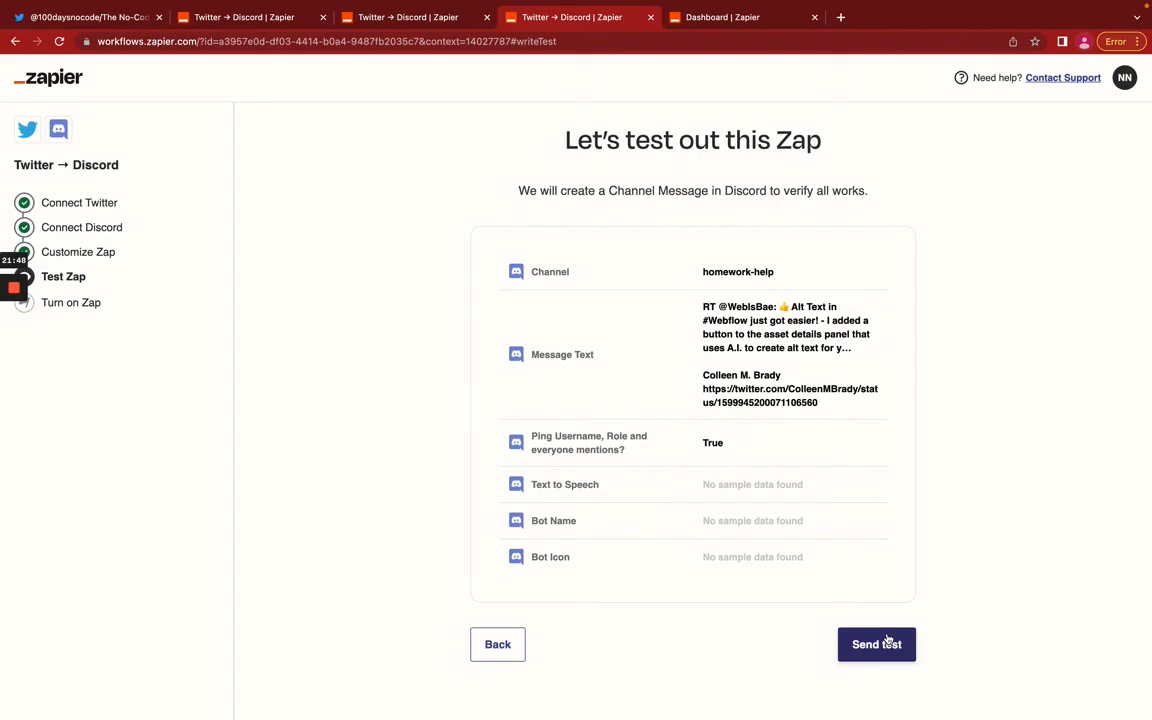 @100daysnocode/The No-Cod
Twitter → Discord | Zapier
Twitter → Discord | Zapier
Twitter → Discord | Zapier
Dashboard | Zapier
workflows.zapier.com/?id=a3957e0d-df03-4414-b0a4-9487fb2035c7&context=14027787#writeTest
Error
_zapier
Need help? Contact Support
NN
Twitter → Discord
Connect Twitter
Connect Discord
Customize Zap
21:48
Test Zap
Turn on Zap
Let's test out this Zap
We will create a Channel Message in Discord to verify all works.
Channel
homework-help
Message Text
RT @WebIsBae: 👍 Alt Text in
#Webflow just got easier! - I added a
button to the asset details panel that
uses A.I. to create alt text for y…
Colleen M. Brady
https://twitter.com/ColleenMBrady/stat
us/1599945200071106560
Ping Username, Role and
everyone mentions?
True
Text to Speech
No sample data found
Bot Name
No sample data found
Bot Icon
No sample data found
Back
Send test